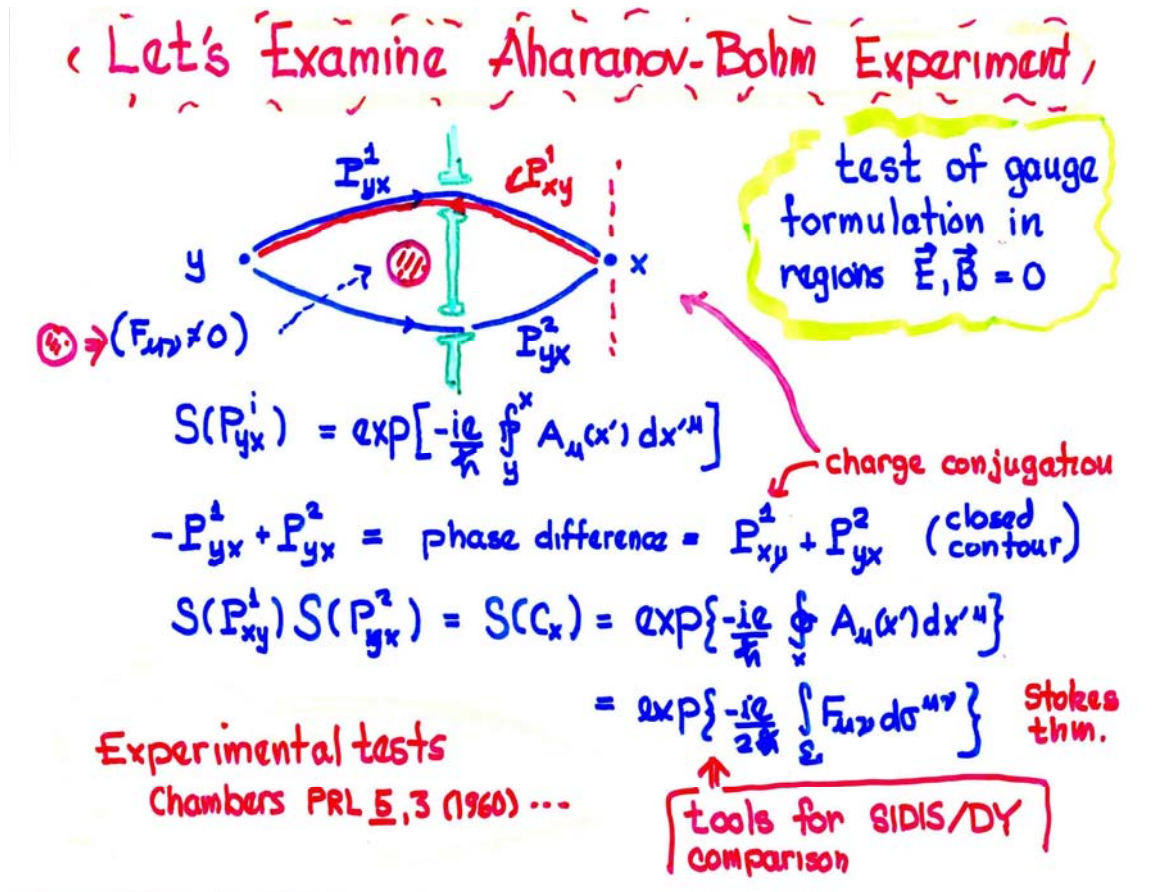 Let's Examine Aharanov-Bohm Experiment,
test of gauge
formulation in
regions E⃗, B⃗ = 0
P¹yx
P¹xy
y
x
⇒ (Fμν ≠ 0)
P²yx
S(Pⁱyx) = exp[-ie/ħ ∮yˣ Aμ(x') dx'^μ]
charge conjugation
-P¹yx + P²yx = phase difference = P¹xy + P²yx (closed contour)
S(P¹xy) S(P²yx) = S(Cx) = exp{-ie/ħ ∮x Aμ(x') dx'^μ}
= exp{-ie/2ħ ∫Σ Fμν dσ^μν} Stokes thm.
Experimental tests
Chambers PRL 5, 3 (1960) ...
tools for SIDIS/DY
comparison